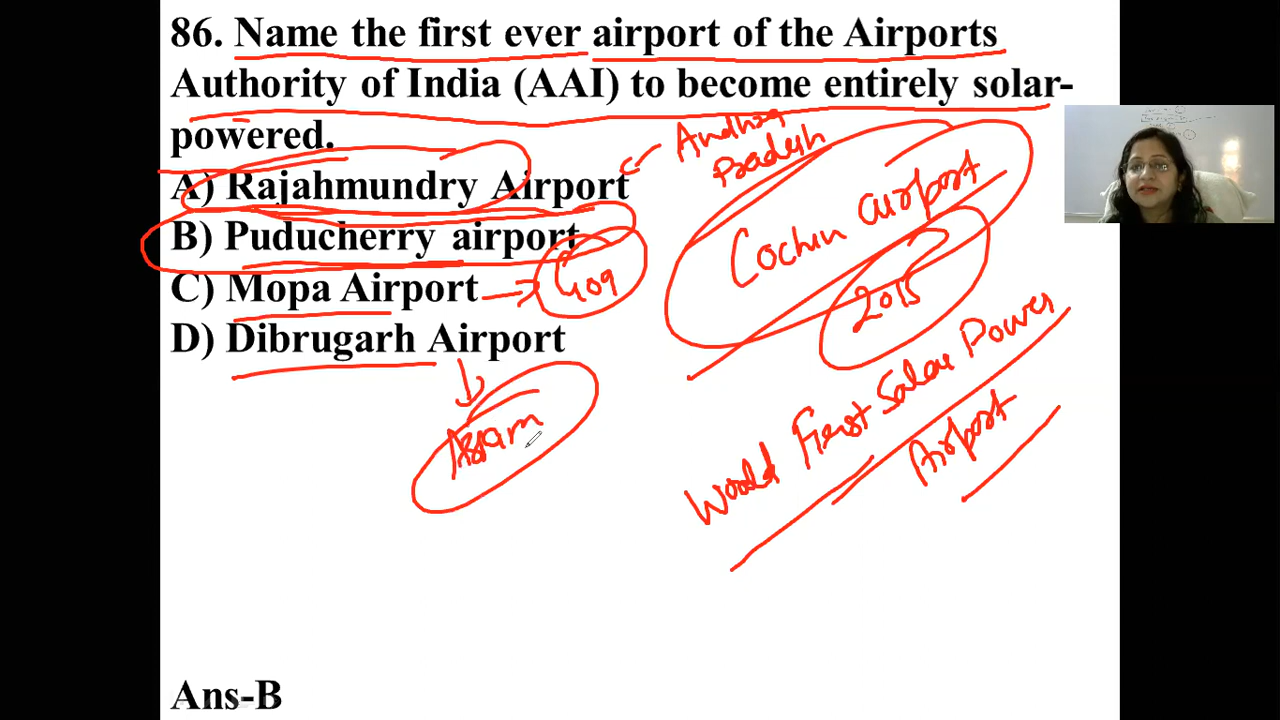 86. Name the first ever airport of the Airports
Authority of India (AAI) to become entirely solar-
powered.
A) Rajahmundry Airport
B) Puducherry airport
C) Mopa Airport
D) Dibrugarh Airport
Andhra
Pradesh
Cochin airport
2015
World First Solar Power
Airport
Assam
Ans-B